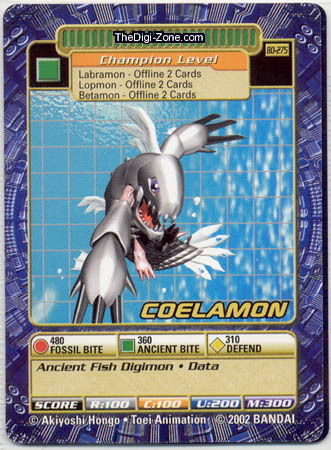 TheDigi-Zone.com
BO-275
Champion Level
Labramon - Offline 2 Cards
Lopmon - Offline 2 Cards
Betamon - Offline 2 Cards
COELAMON
480 FOSSIL BITE 360 ANCIENT BITE 310 DEFEND
Ancient Fish Digimon • Data
SCORE R:100 C:100 U:200 M:300
© Akiyoshi Hongo • Toei Animation © 2002 BANDAI